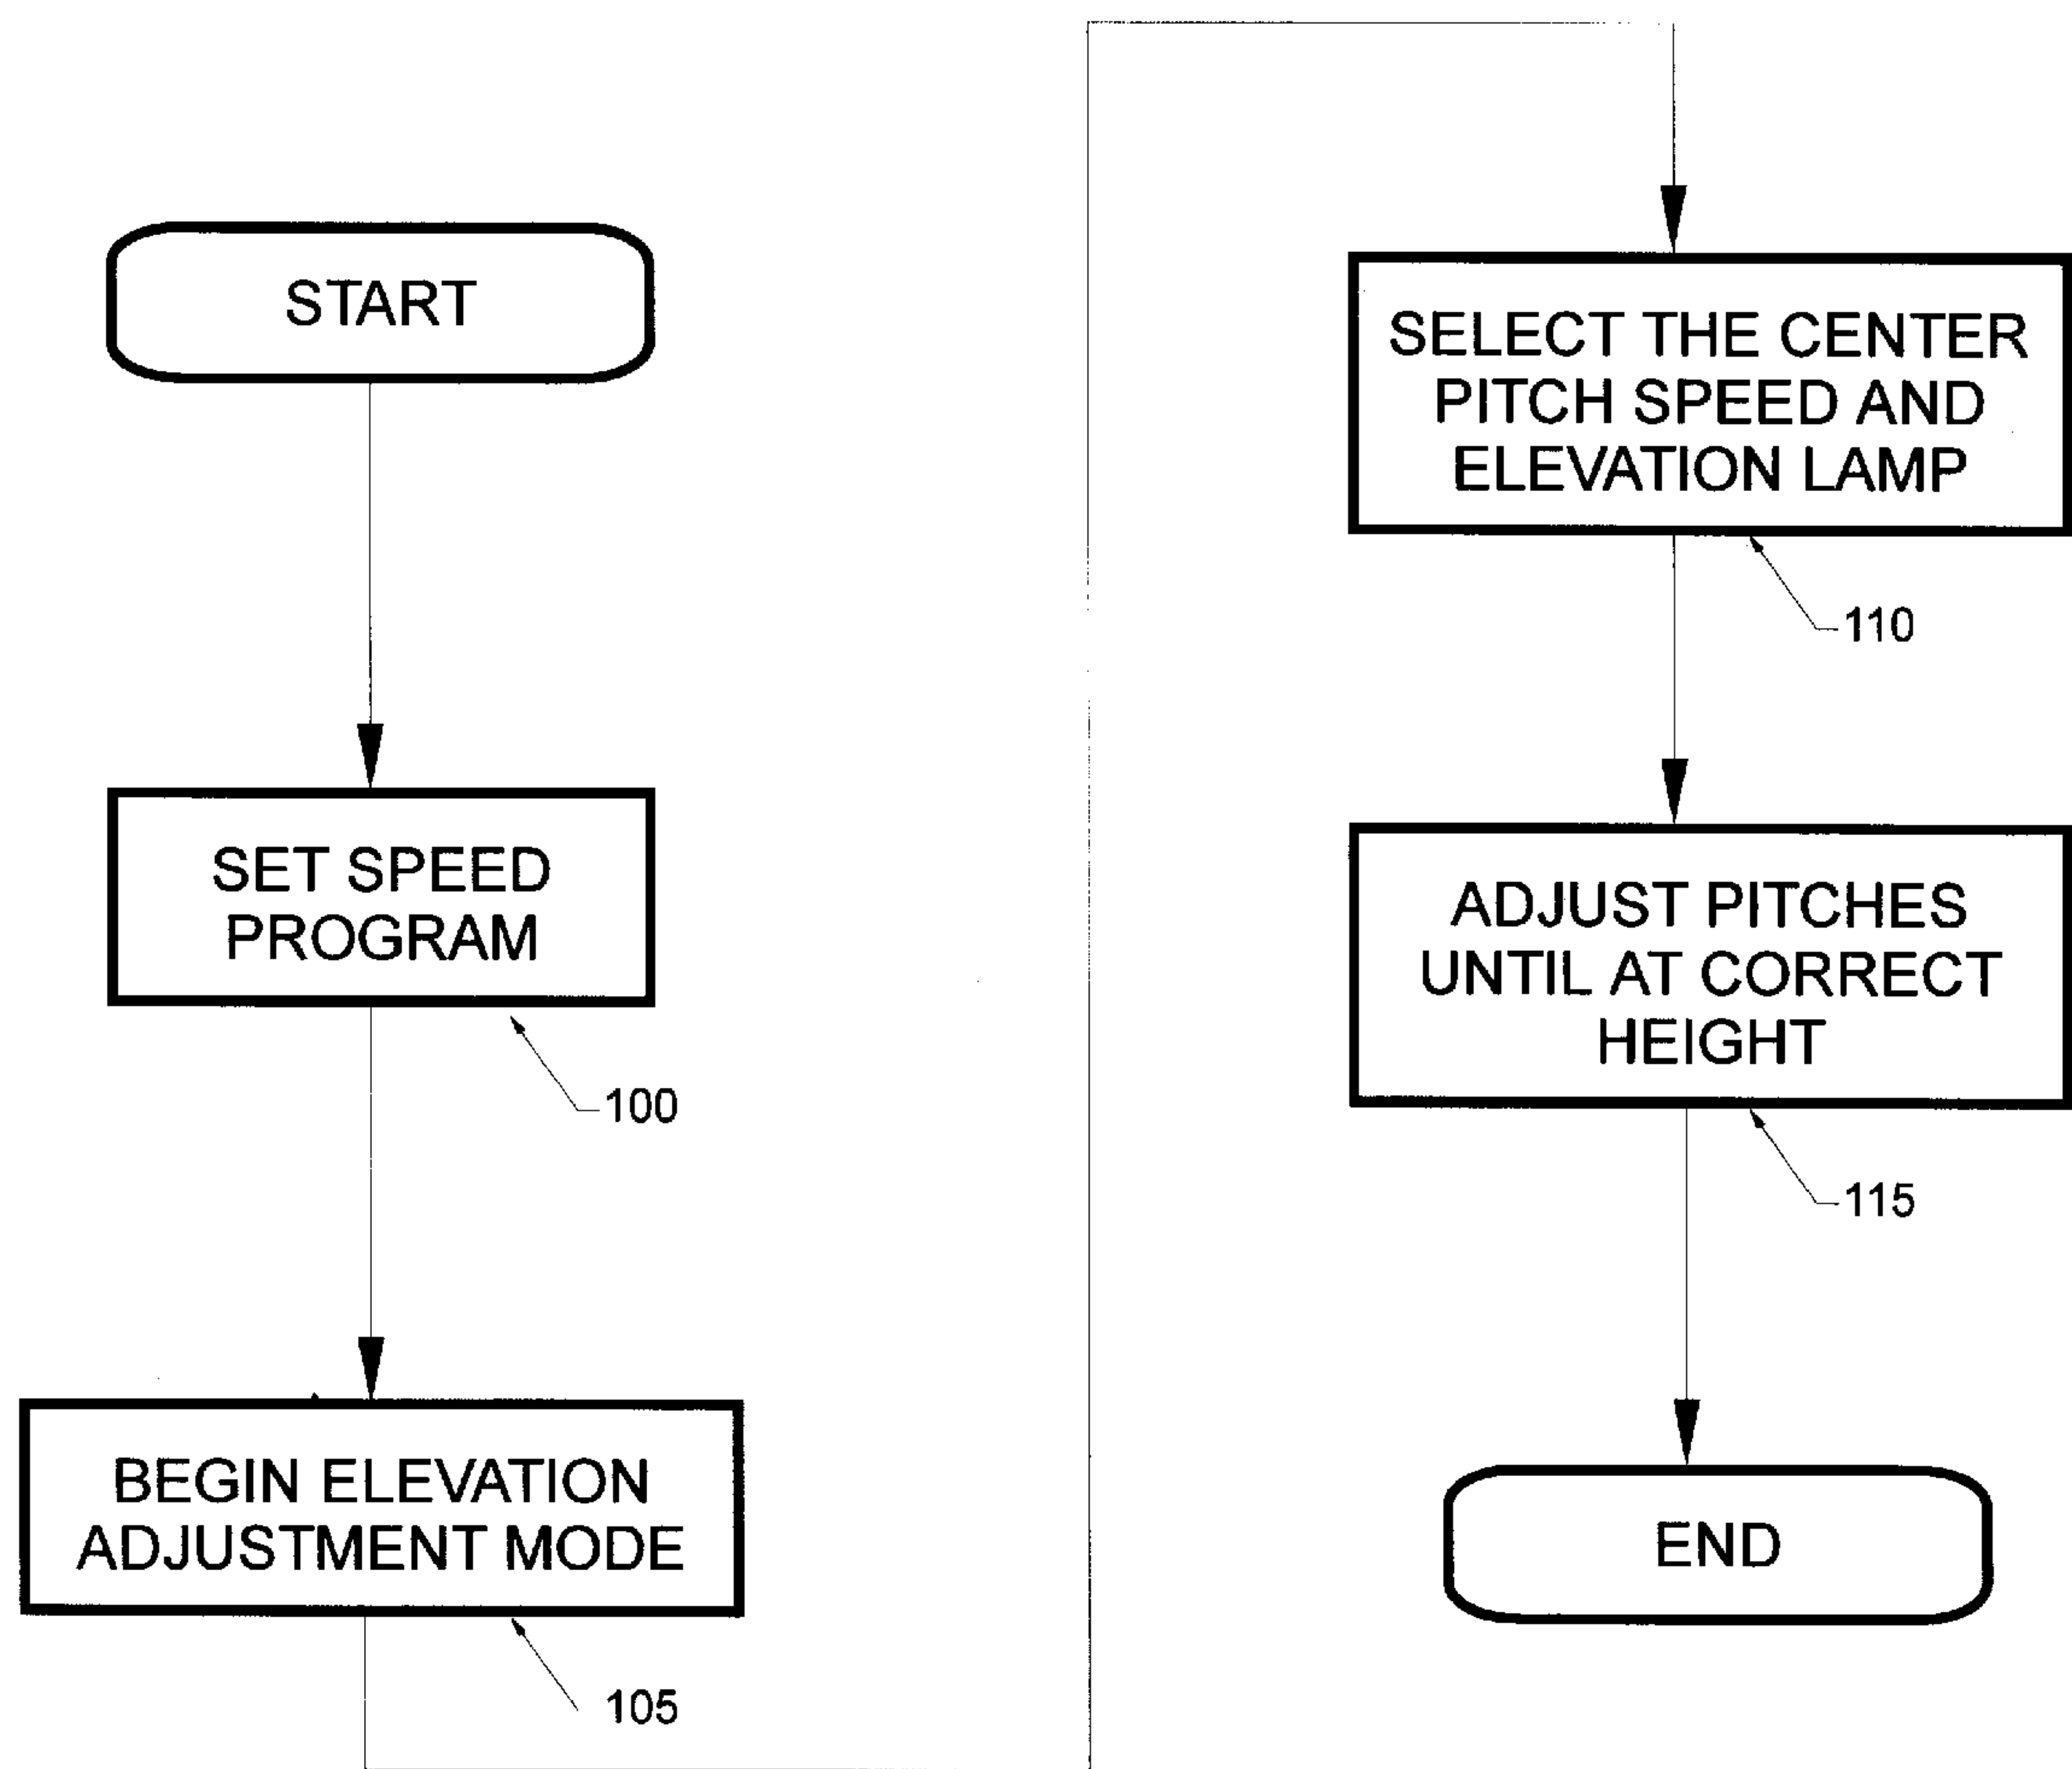 START
SET SPEED
PROGRAM
100
BEGIN ELEVATION
ADJUSTMENT MODE
105
SELECT THE CENTER
PITCH SPEED AND
ELEVATION LAMP
110
ADJUST PITCHES
UNTIL AT CORRECT
HEIGHT
115
END